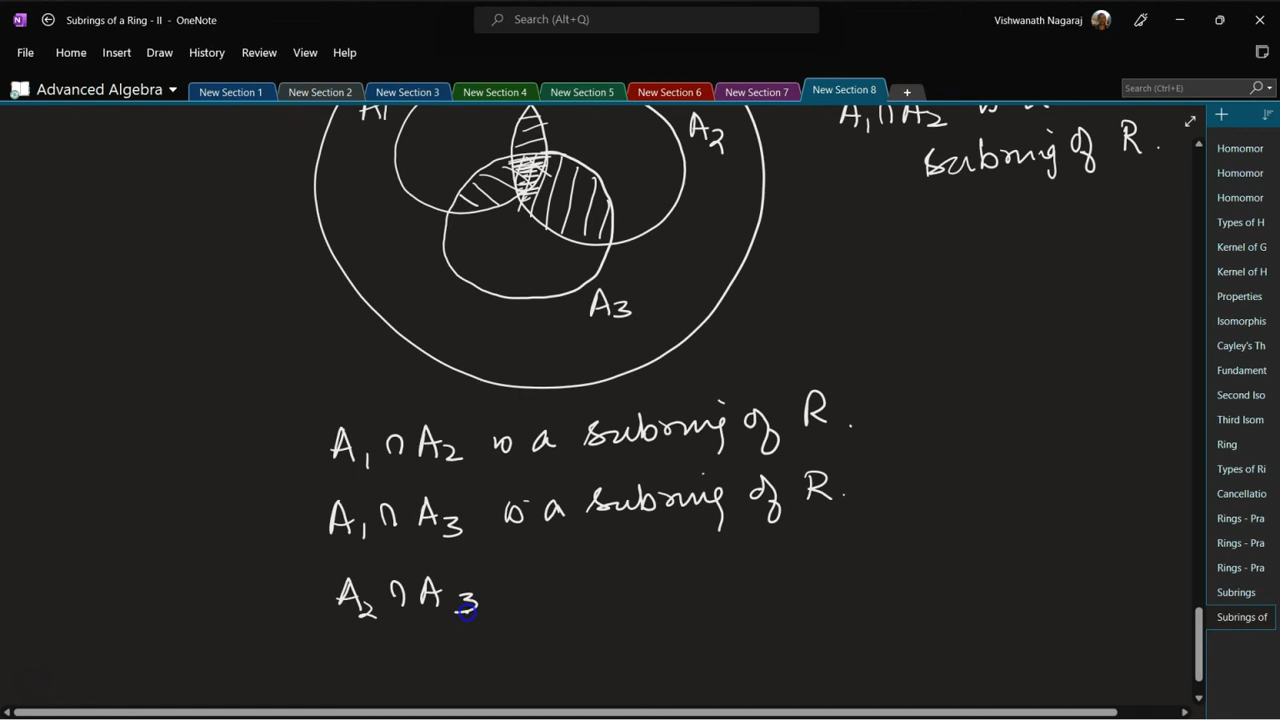 Subrings of a Ring - II - OneNote
Search (Alt+Q)
Vishwanath Nagaraj
File Home Insert Draw History Review View Help
Advanced Algebra
New Section 1 New Section 2 New Section 3 New Section 4 New Section 5 New Section 6 New Section 7 New Section 8
Search (Ctrl+E)
A1
A2
A3
A₁∩A₂ is a
subring of R.
A₁ ∩ A₂ is a subring of R.
A₁ ∩ A₃ is a subring of R.
A₂ ∩ A₃
Homomor
Homomor
Homomor
Types of H
Kernel of G
Kernel of H
Properties
Isomorphis
Cayley's Th
Fundament
Second Iso
Third Isom
Ring
Types of Ri
Cancellatio
Rings - Pra
Rings - Pra
Rings - Pra
Subrings
Subrings of